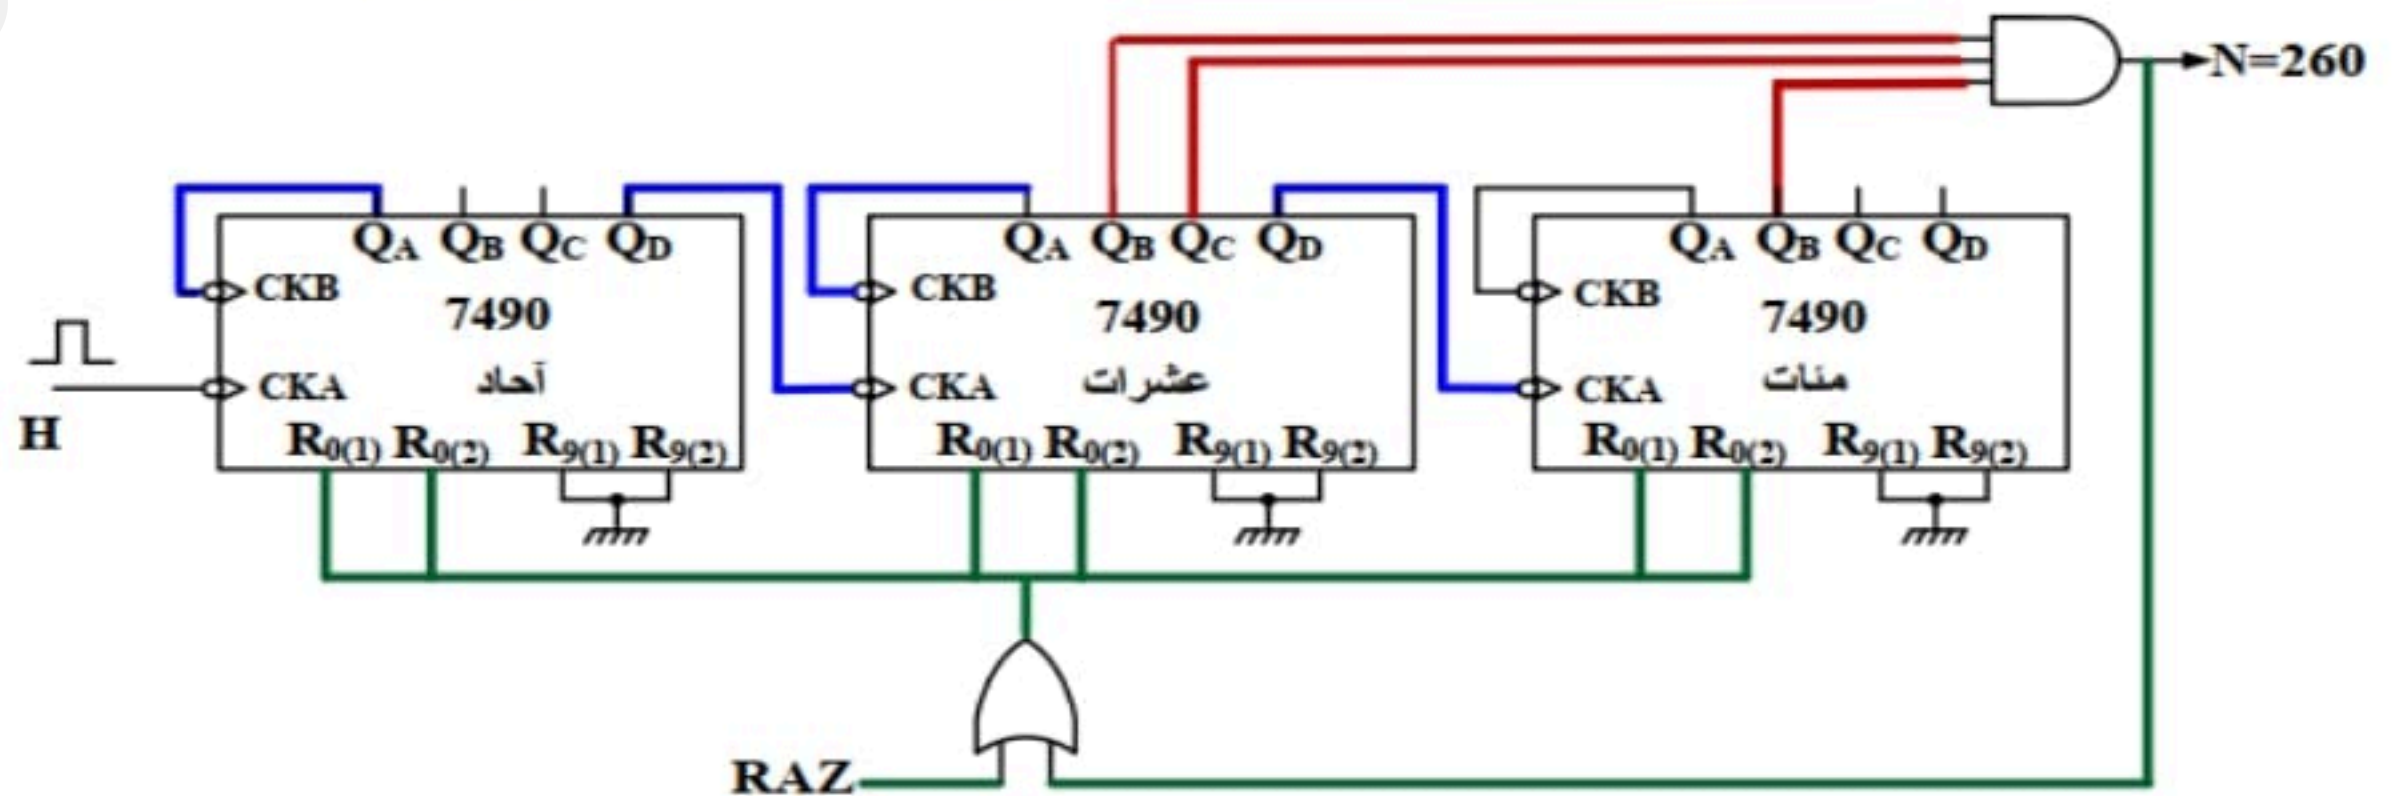 N=260
QA QB QC QD
QA QB QC QD
QA QB QC QD
CKB
CKB
CKB
7490
7490
7490
آحاد
عشرات
مئات
CKA
CKA
CKA
H
R0(1) R0(2) R9(1) R9(2)
R0(1) R0(2) R9(1) R9(2)
R0(1) R0(2) R9(1) R9(2)
RAZ